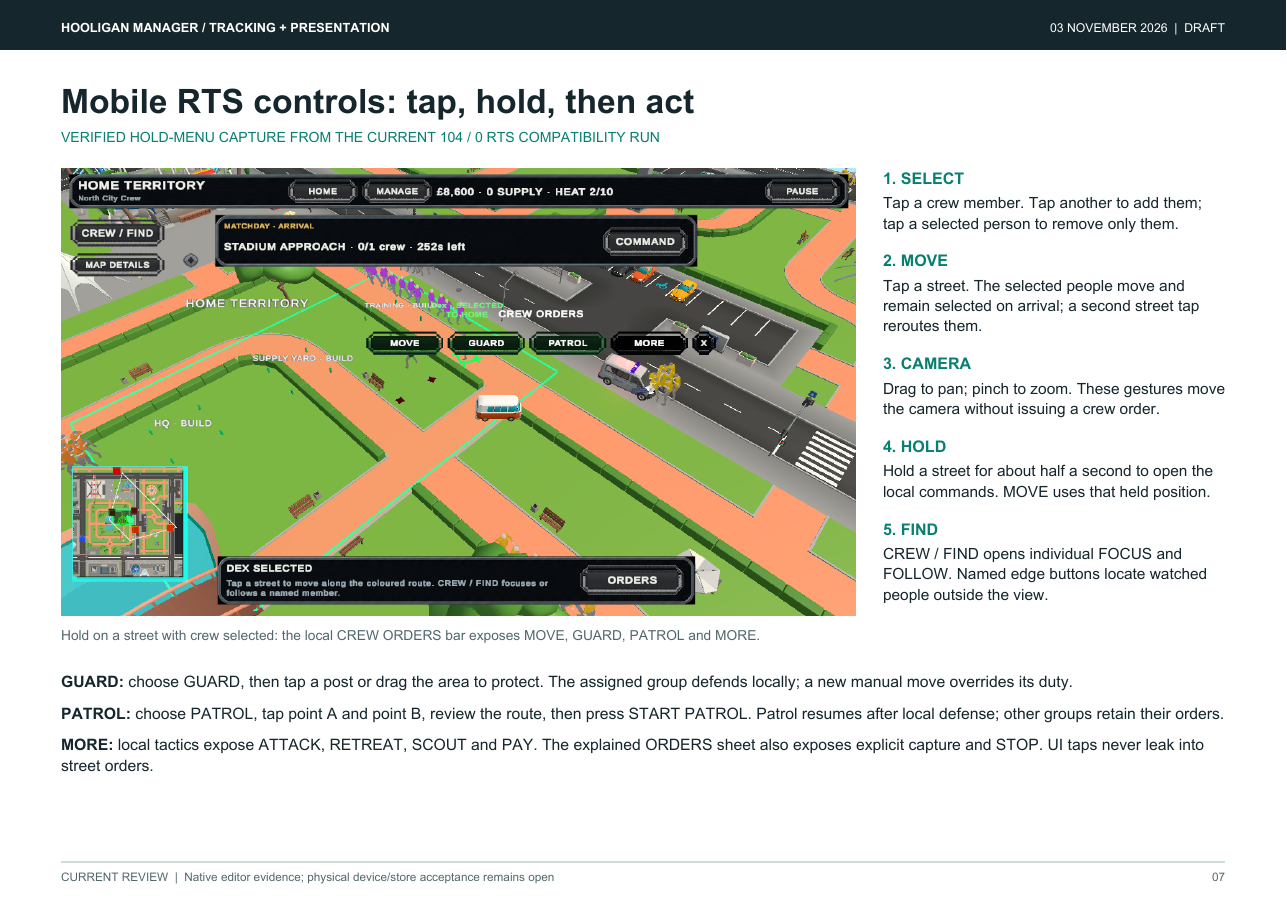 HOOLIGAN MANAGER / TRACKING + PRESENTATION
03 NOVEMBER 2026 | DRAFT
Mobile RTS controls: tap, hold, then act
VERIFIED HOLD-MENU CAPTURE FROM THE CURRENT 104 / 0 RTS COMPATIBILITY RUN
HOME TERRITORY
North City Crew
HOME
MANAGE
£8,600 · 0 SUPPLY · HEAT 2/10
PAUSE
CREW / FIND
MAP DETAILS
MATCHDAY · ARRIVAL
STADIUM APPROACH · 0/1 crew · 252s left
COMMAND
HOME TERRITORY
TRAINING · BUILD
SELECTED
TO HOME
CREW ORDERS
MOVE
GUARD
PATROL
MORE
X
SUPPLY YARD · BUILD
HQ · BUILD
DEX SELECTED
Tap a street to move along the coloured route. CREW / FIND focuses or
follows a named member.
ORDERS
1. SELECT
Tap a crew member. Tap another to add them;
tap a selected person to remove only them.
2. MOVE
Tap a street. The selected people move and
remain selected on arrival; a second street tap
reroutes them.
3. CAMERA
Drag to pan; pinch to zoom. These gestures move
the camera without issuing a crew order.
4. HOLD
Hold a street for about half a second to open the
local commands. MOVE uses that held position.
5. FIND
CREW / FIND opens individual FOCUS and
FOLLOW. Named edge buttons locate watched
people outside the view.
Hold on a street with crew selected: the local CREW ORDERS bar exposes MOVE, GUARD, PATROL and MORE.
GUARD: choose GUARD, then tap a post or drag the area to protect. The assigned group defends locally; a new manual move overrides its duty.
PATROL: choose PATROL, tap point A and point B, review the route, then press START PATROL. Patrol resumes after local defense; other groups retain their orders.
MORE: local tactics expose ATTACK, RETREAT, SCOUT and PAY. The explained ORDERS sheet also exposes explicit capture and STOP. UI taps never leak into
street orders.
CURRENT REVIEW | Native editor evidence; physical device/store acceptance remains open
07